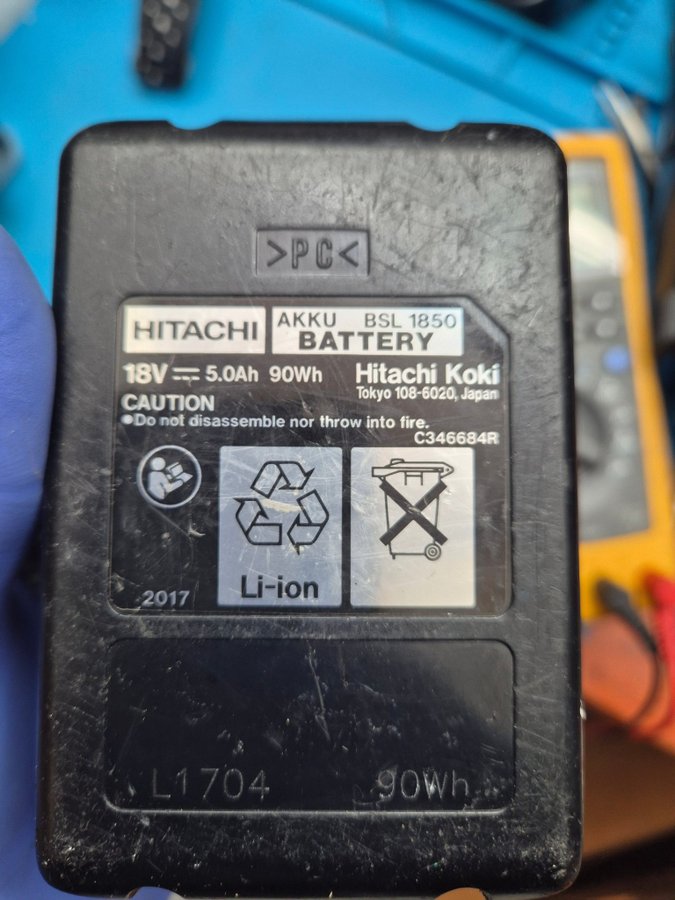 >PC<
HITACHI
AKKU BSL 1850
BATTERY
18V 5.0Ah 90Wh
Hitachi Koki
Tokyo 108-6020, Japan
CAUTION
●Do not disassemble nor throw into fire.
C346684R
Li-ion
2017
L1704 90Wh